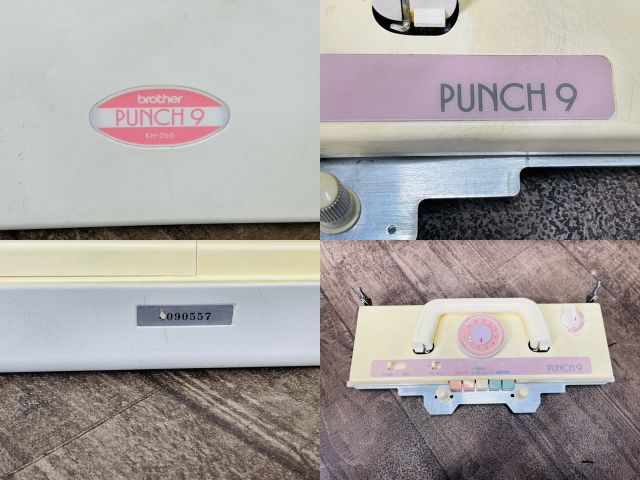 brother
PUNCH 9
KH-260
PUNCH 9
090557
PUNCH 9